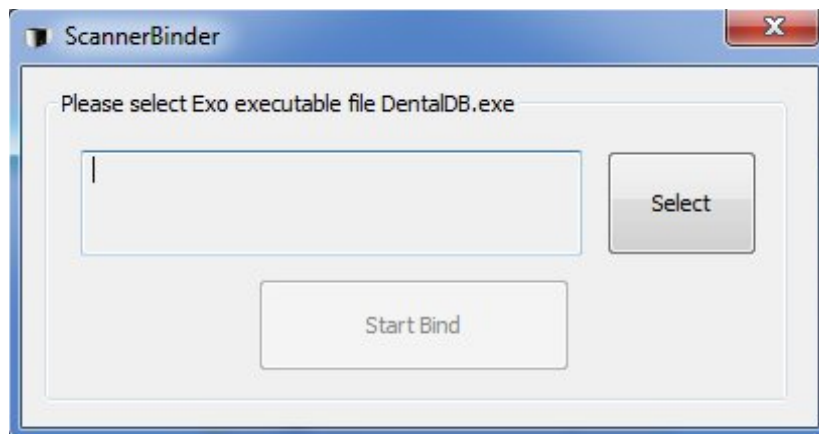 ScannerBinder
Please select Exo executable file DentalDB.exe
Select
Start Bind